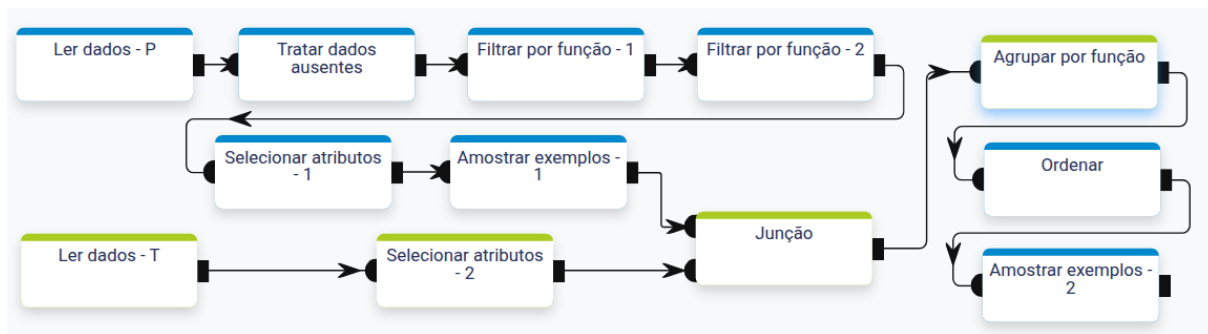 Ler dados - P
Tratar dados
ausentes
Filtrar por função - 1
Filtrar por função - 2
Agrupar por função
Selecionar atributos
- 1
Amostrar exemplos -
1
Ordenar
Junção
Ler dados - T
Selecionar atributos
- 2
Amostrar exemplos -
2